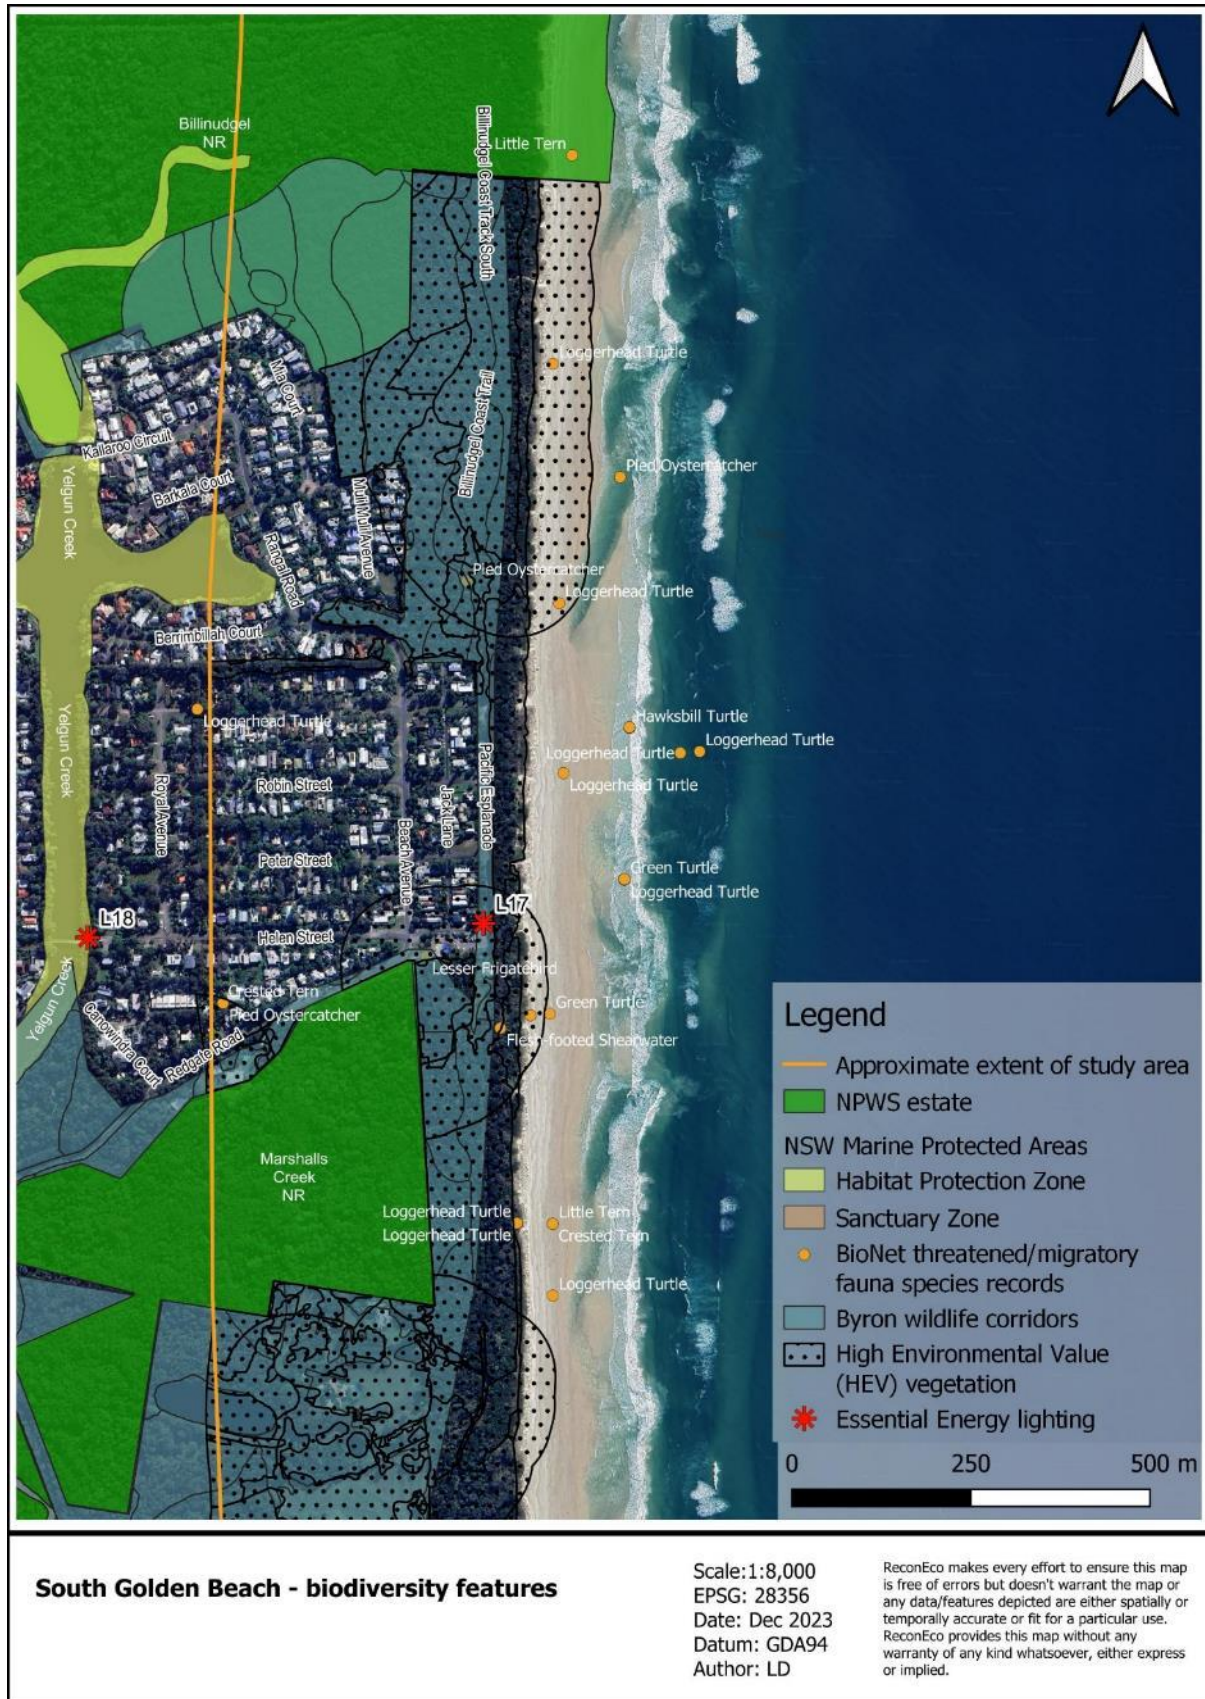 Billinudgel
NR
Billinudgel Coast Track South
Little Tern
Loggerhead Turtle
Mia Court
Kallaroo Circuit
Billinudgel Coast Trail
Pied Oystercatcher
Yelgun Creek
Barkala Court
Muli Muli Avenue
Rangal Road
Pied Oystercatcher
Loggerhead Turtle
Berrimbillah Court
Loggerhead Turtle
Hawksbill Turtle
Loggerhead Turtle
Loggerhead Turtle
Loggerhead Turtle
Yelgun Creek
Royal Avenue
Robin Street
Jack Lane
Pacific Esplanade
Beach Avenue
Peter Street
Green Turtle
Loggerhead Turtle
L18
L17
Helen Street
Lesser Frigatebird
Yelgun Creek
Crested Tern
Pied Oystercatcher
Green Turtle
Flesh-footed Shearwater
Canowindra Court
Redgate Road
Marshalls
Creek
NR
Loggerhead Turtle
Loggerhead Turtle
Little Tern
Crested Tern
Loggerhead Turtle
Legend
Approximate extent of study area
NPWS estate
NSW Marine Protected Areas
Habitat Protection Zone
Sanctuary Zone
BioNet threatened/migratory
fauna species records
Byron wildlife corridors
High Environmental Value
(HEV) vegetation
Essential Energy lighting
0 250 500 m
South Golden Beach - biodiversity features
Scale:1:8,000
EPSG: 28356
Date: Dec 2023
Datum: GDA94
Author: LD
ReconEco makes every effort to ensure this map
is free of errors but doesn't warrant the map or
any data/features depicted are either spatially or
temporally accurate or fit for a particular use.
ReconEco provides this map without any
warranty of any kind whatsoever, either express
or implied.